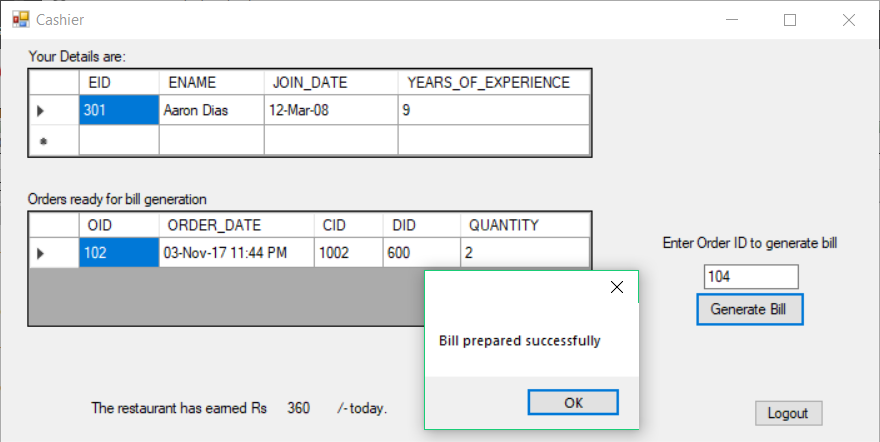 Cashier
Your Details are:
EID ENAME JOIN_DATE YEARS_OF_EXPERIENCE
301 Aaron Dias 12-Mar-08 9
Orders ready for bill generation
OID ORDER_DATE CID DID QUANTITY
102 03-Nov-17 11:44 PM 1002 600 2
Enter Order ID to generate bill
104
Generate Bill
Bill prepared successfully
OK
The restaurant has earned Rs 360 /- today.
Logout